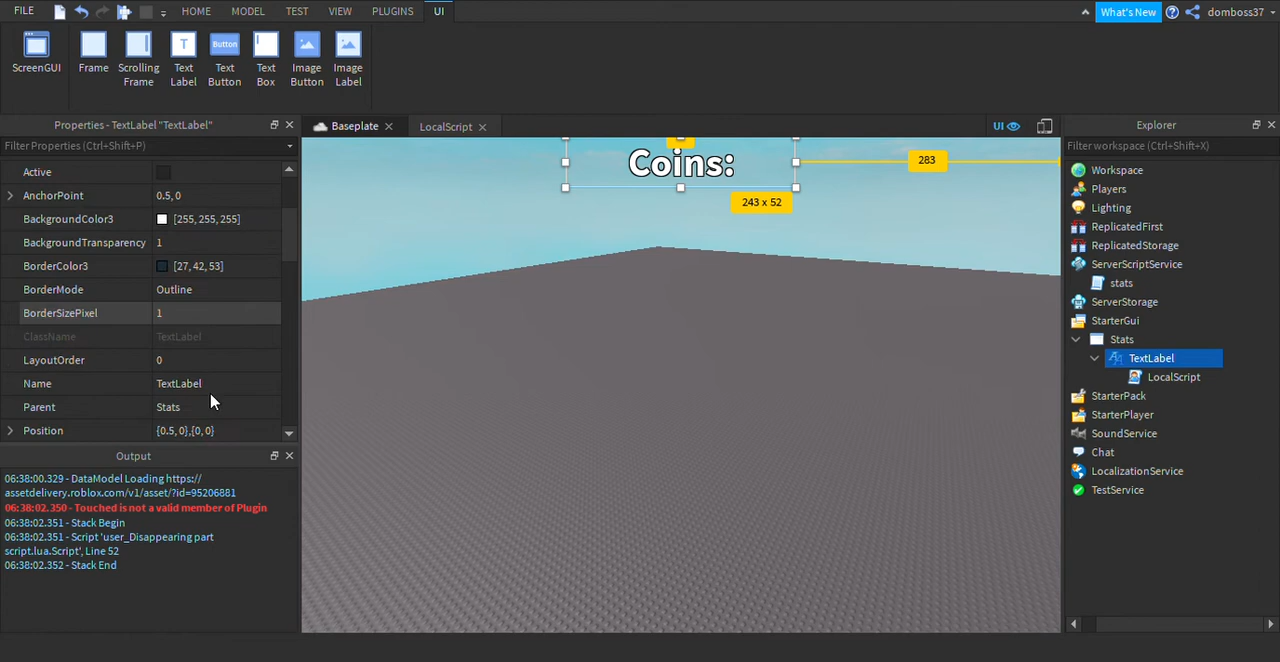 FILE HOME MODEL TEST VIEW PLUGINS UI What's New domboss37
ScreenGUI Frame Scrolling Frame Text Label Button Text Button Text Box Image Button Image Label
Properties - TextLabel "TextLabel"
Filter Properties (Ctrl+Shift+P)
Active
AnchorPoint 0.5, 0
BackgroundColor3 [255, 255, 255]
BackgroundTransparency 1
BorderColor3 [27, 42, 53]
BorderMode Outline
BorderSizePixel 1
ClassName TextLabel
LayoutOrder 0
Name TextLabel
Parent Stats
Position {0.5, 0},{0, 0}
Output
06:38:00.329 - DataModel Loading https://
assetdelivery.roblox.com/v1/asset/?id=95206881
06:38:02.350 - Touched is not a valid member of Plugin
06:38:02.351 - Stack Begin
06:38:02.351 - Script 'user_Disappearing part
script.lua.Script', Line 52
06:38:02.352 - Stack End
Baseplate LocalScript UI
Coins:
283
243 x 52
Explorer
Filter workspace (Ctrl+Shift+X)
Workspace
Players
Lighting
ReplicatedFirst
ReplicatedStorage
ServerScriptService
stats
ServerStorage
StarterGui
Stats
TextLabel
LocalScript
StarterPack
StarterPlayer
SoundService
Chat
LocalizationService
TestService